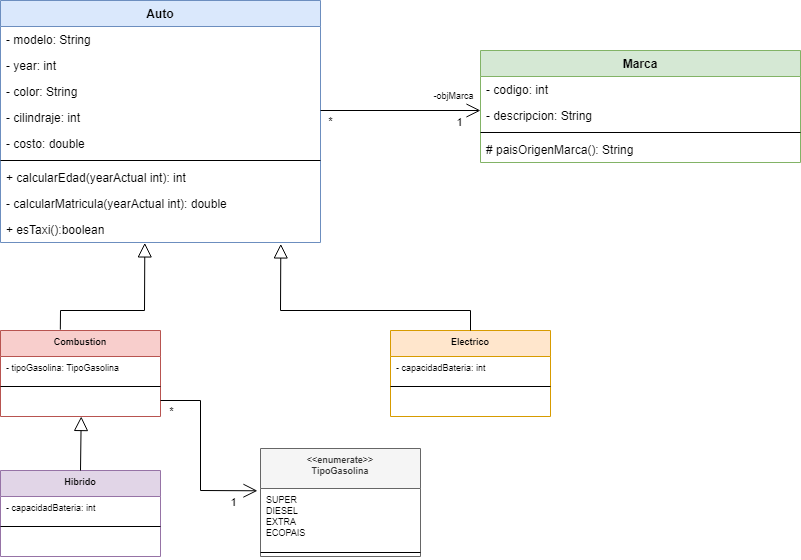 Auto
- modelo: String
- year: int
- color: String
- cilindraje: int
- costo: double
+ calcularEdad(yearActual int): int
- calcularMatricula(yearActual int): double
+ esTaxi():boolean
-objMarca
*
1
Marca
- codigo: int
- descripcion: String
# paisOrigenMarca(): String
Combustion
- tipoGasolina: TipoGasolina
*
1
Electrico
- capacidadBateria: int
Hibrido
- capacidadBateria: int
<<enumerate>>
TipoGasolina
SUPER
DIESEL
EXTRA
ECOPAIS